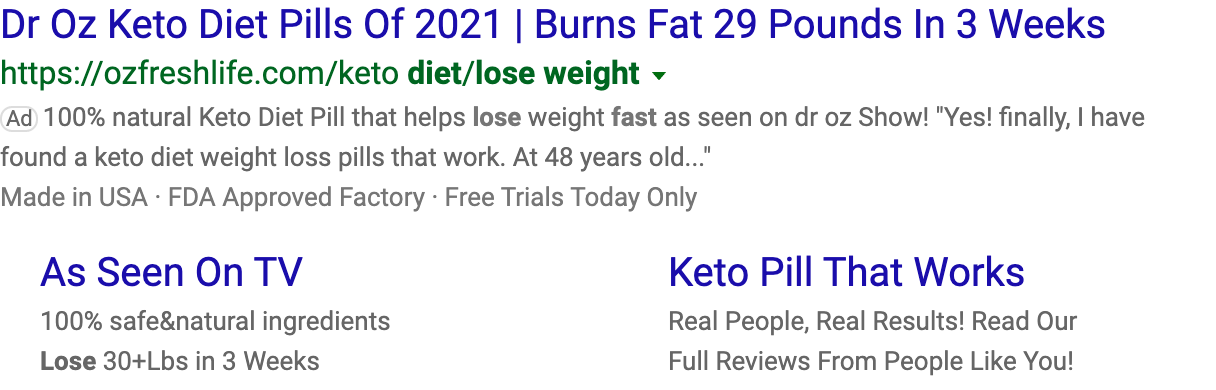 Dr Oz Keto Diet Pills Of 2021 | Burns Fat 29 Pounds In 3 Weeks
https://ozfreshlife.com/keto diet/lose weight
Ad 100% natural Keto Diet Pill that helps lose weight fast as seen on dr oz Show! "Yes! finally, I have
found a keto diet weight loss pills that work. At 48 years old..."
Made in USA · FDA Approved Factory · Free Trials Today Only
As Seen On TV
100% safe&natural ingredients
Lose 30+Lbs in 3 Weeks
Keto Pill That Works
Real People, Real Results! Read Our
Full Reviews From People Like You!